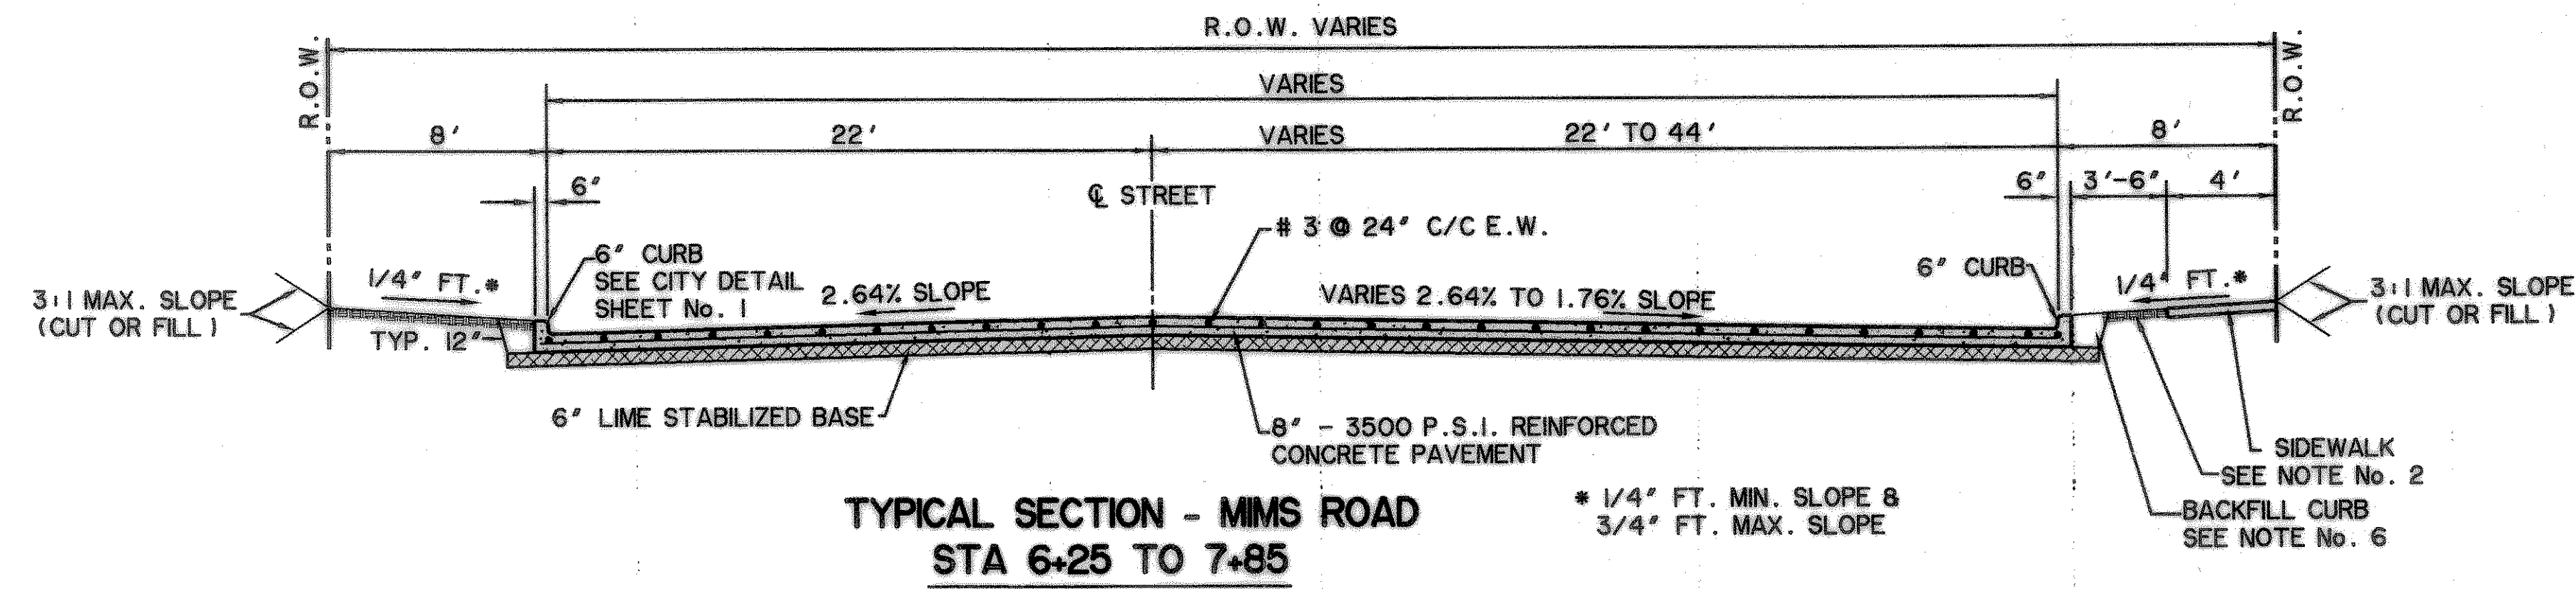 R.O.W. VARIES
R.O.W.
R.O.W.
VARIES
8'
22'
VARIES
22' TO 44'
8'
6"
℄ STREET
6"
3'-6"
4'
# 3 @ 24" C/C E.W.
6" CURB
SEE CITY DETAIL
SHEET No. 1
6" CURB
1/4" FT.*
1/4" FT.*
3:1 MAX. SLOPE
(CUT OR FILL)
2.64% SLOPE
VARIES 2.64% TO 1.76% SLOPE
3:1 MAX. SLOPE
(CUT OR FILL)
TYP. 12"
6" LIME STABILIZED BASE
8" - 3500 P.S.I. REINFORCED
CONCRETE PAVEMENT
SIDEWALK
SEE NOTE No. 2
BACKFILL CURB
SEE NOTE No. 6
TYPICAL SECTION - MIMS ROAD
STA 6+25 TO 7+85
* 1/4" FT. MIN. SLOPE &
3/4" FT. MAX. SLOPE